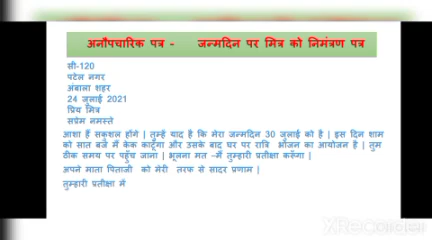 अनौपचारिक पत्र - जन्मदिन पर मित्र को निमंत्रण पत्र
सी-120
पटेल नगर
अंबाला शहर
24 जुलाई 2021
प्रिय मित्र
सप्रेम नमस्ते
आशा हैं सकुशल होंगे | तुम्हें याद है कि मेरा जन्मदिन 30 जुलाई को है | इस दिन शाम
को सात बजे मैं केक काटूँगा और उसके बाद घर पर रात्रि भोजन का आयोजन है | तुम
ठीक समय पर पहुँच जाना | भूलना मत –मैं तुम्हारी प्रतीक्षा करूँगा |
अपने माता पिताजी को मेरी तरफ से सादर प्रणाम |
तुम्हारी प्रतीक्षा में